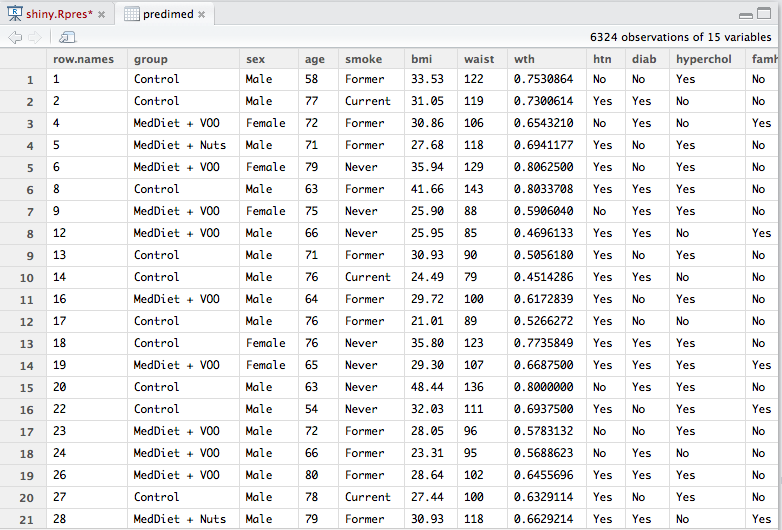 shiny.Rpres* predimed
6324 observations of 15 variables
row.names group sex age smoke bmi waist wth htn diab hyperchol famh
1 1 Control Male 58 Former 33.53 122 0.7530864 No No Yes No
2 2 Control Male 77 Current 31.05 119 0.7300614 Yes Yes No No
3 4 MedDiet + VOO Female 72 Former 30.86 106 0.6543210 No Yes No Yes
4 5 MedDiet + Nuts Male 71 Former 27.68 118 0.6941177 Yes No Yes No
5 6 MedDiet + VOO Female 79 Never 35.94 129 0.8062500 Yes No Yes No
6 8 Control Male 63 Former 41.66 143 0.8033708 Yes Yes Yes No
7 9 MedDiet + VOO Female 75 Never 25.90 88 0.5906040 No Yes Yes No
8 12 MedDiet + VOO Male 66 Never 25.95 85 0.4696133 Yes Yes No Yes
9 13 Control Male 71 Former 30.93 90 0.5056180 Yes No Yes No
10 14 Control Male 76 Current 24.49 79 0.4514286 Yes Yes No No
11 16 MedDiet + VOO Male 64 Former 29.72 100 0.6172839 Yes No Yes No
12 17 Control Male 76 Former 21.01 89 0.5266272 Yes No No No
13 18 Control Female 76 Never 35.80 123 0.7735849 Yes Yes Yes No
14 19 MedDiet + VOO Female 65 Never 29.30 107 0.6687500 Yes Yes Yes Yes
15 20 Control Male 63 Never 48.44 136 0.8000000 No Yes Yes No
16 22 Control Male 54 Never 32.03 111 0.6937500 Yes No Yes Yes
17 23 MedDiet + VOO Male 72 Former 28.05 96 0.5783132 No No Yes No
18 24 MedDiet + VOO Male 66 Former 23.31 95 0.5688623 No Yes No No
19 26 MedDiet + VOO Male 80 Former 28.64 102 0.6455696 Yes Yes Yes No
20 27 Control Male 78 Current 27.44 100 0.6329114 Yes No Yes No
21 28 MedDiet + Nuts Male 79 Former 30.93 118 0.6629214 Yes Yes No Yes